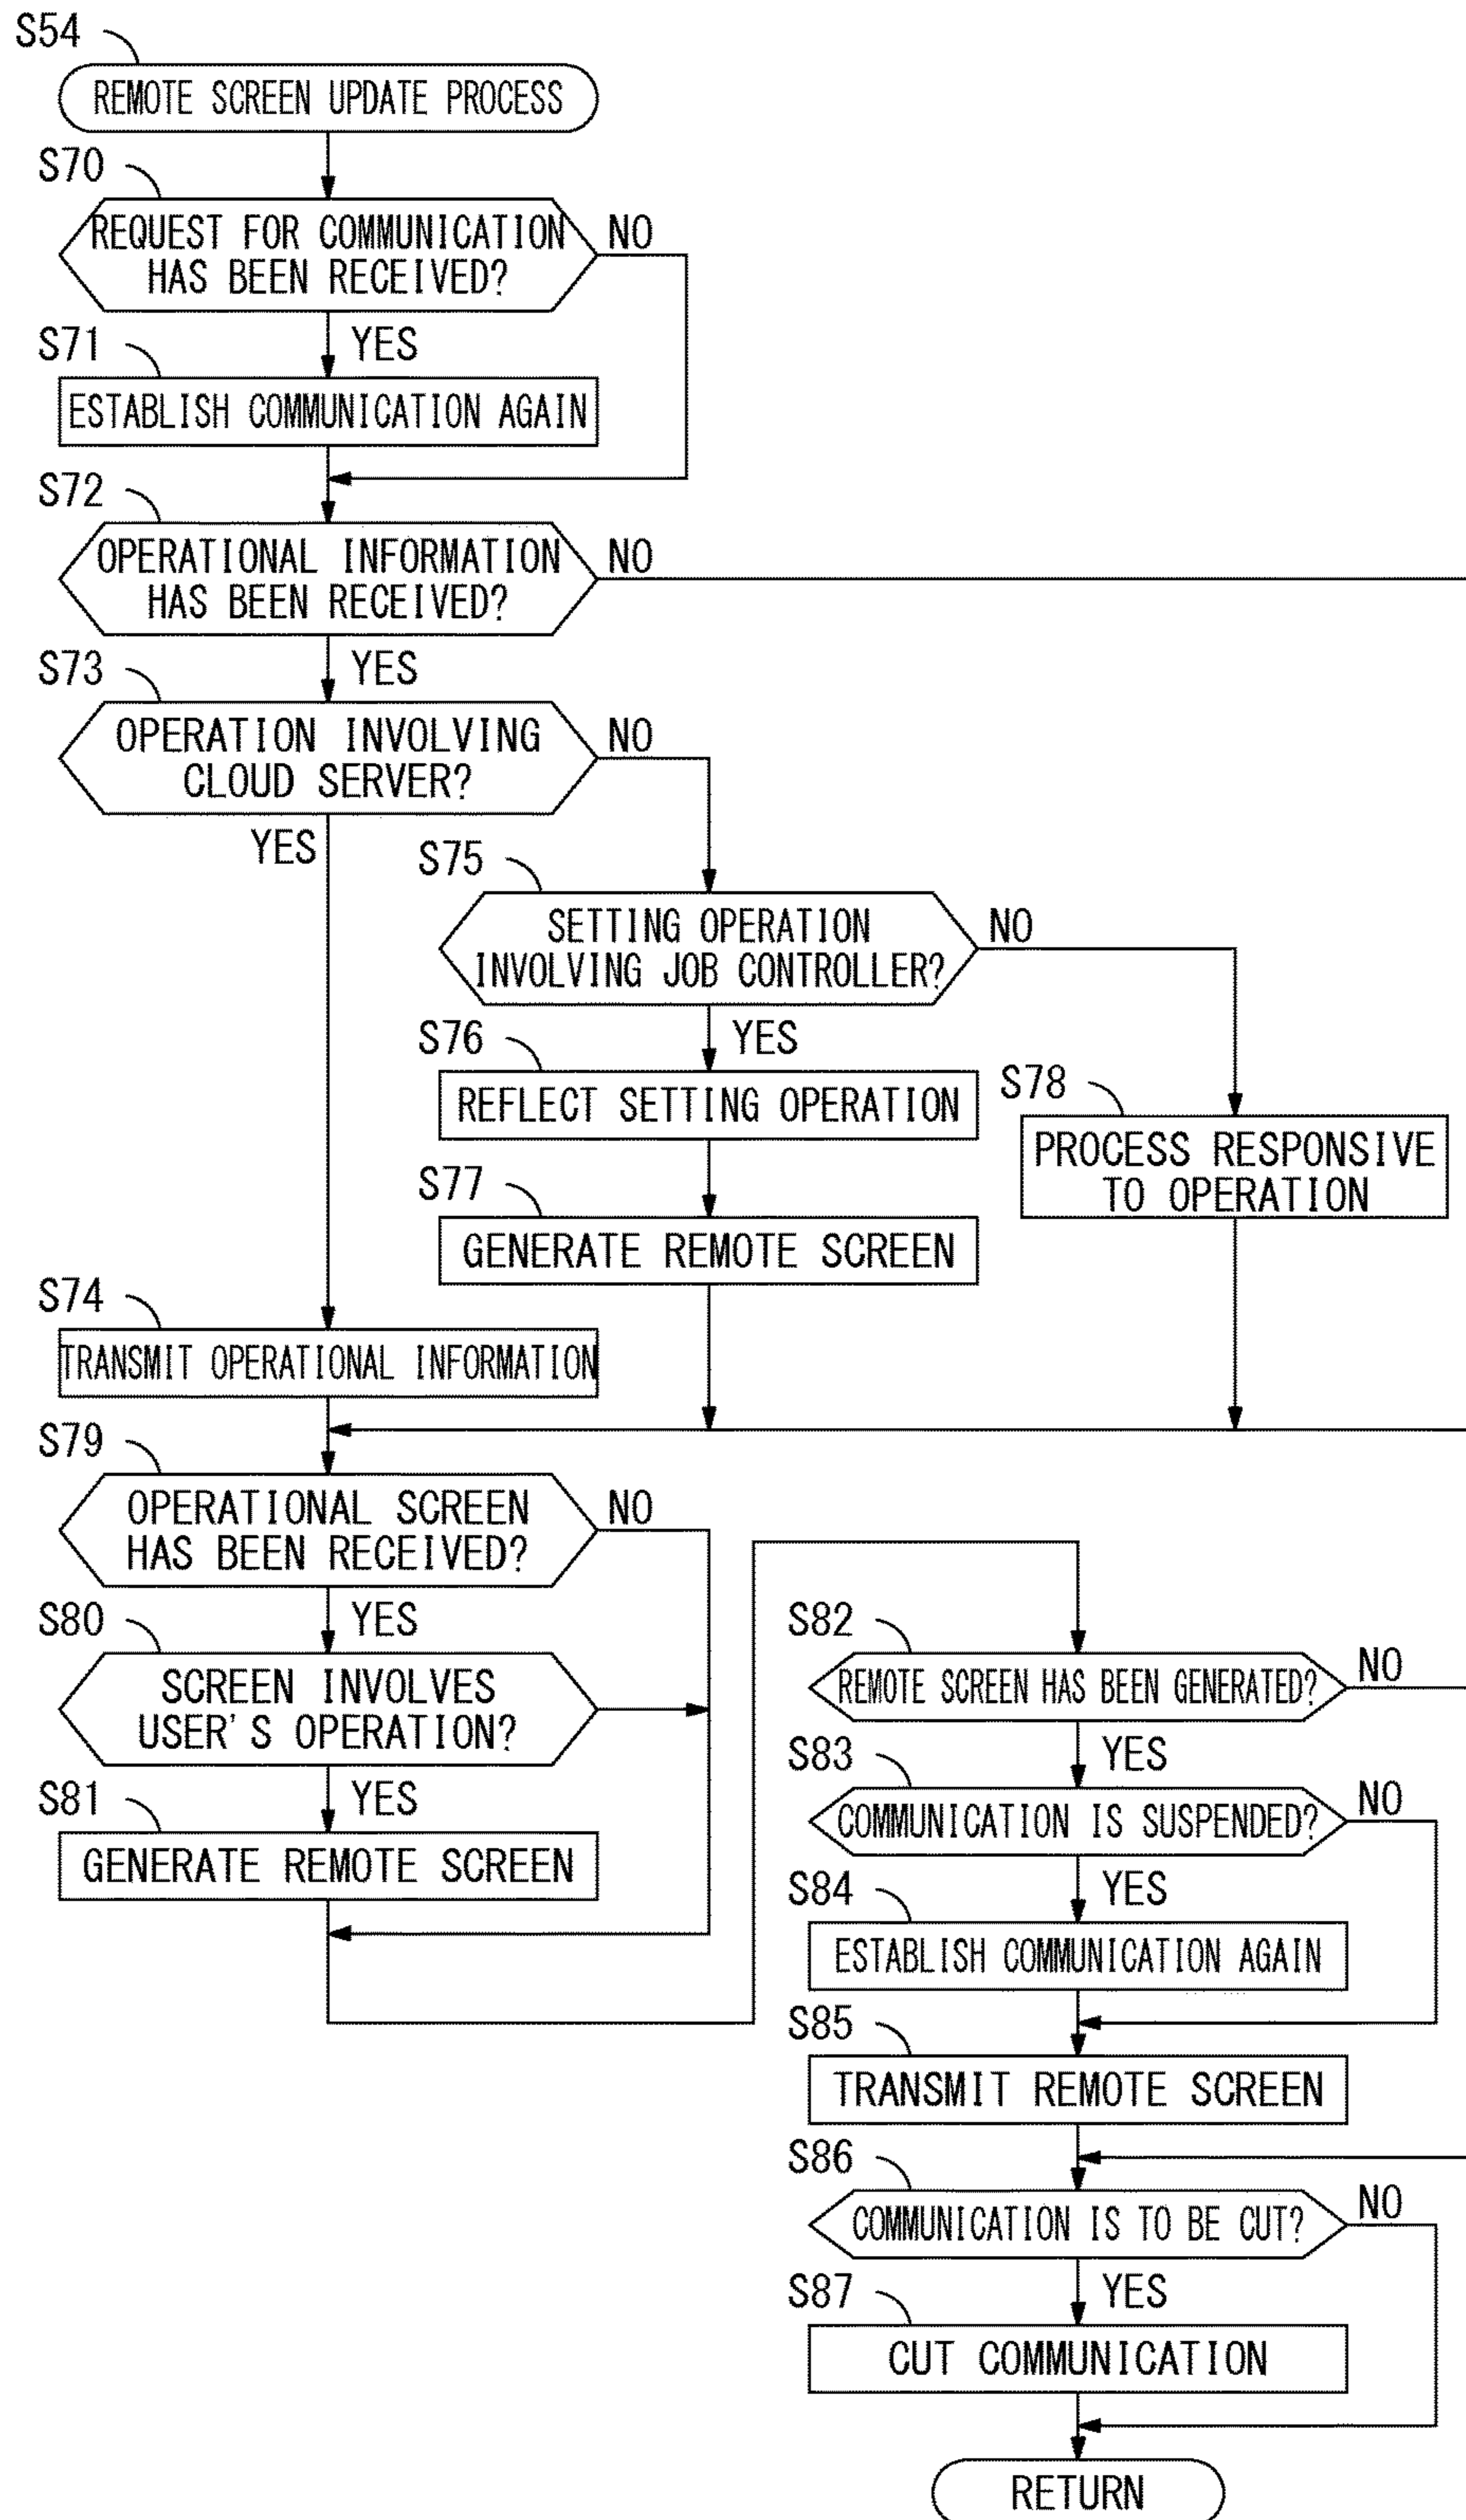 S54
REMOTE SCREEN UPDATE PROCESS
S70
REQUEST FOR COMMUNICATION
HAS BEEN RECEIVED?
NO
YES
S71
ESTABLISH COMMUNICATION AGAIN
S72
OPERATIONAL INFORMATION
HAS BEEN RECEIVED?
NO
YES
S73
OPERATION INVOLVING
CLOUD SERVER?
NO
YES
S75
SETTING OPERATION
INVOLVING JOB CONTROLLER?
NO
YES
S76
REFLECT SETTING OPERATION
S78
PROCESS RESPONSIVE
TO OPERATION
S77
GENERATE REMOTE SCREEN
S74
TRANSMIT OPERATIONAL INFORMATION
S79
OPERATIONAL SCREEN
HAS BEEN RECEIVED?
NO
YES
S80
SCREEN INVOLVES
USER'S OPERATION?
YES
S81
GENERATE REMOTE SCREEN
S82
REMOTE SCREEN HAS BEEN GENERATED?
NO
YES
S83
COMMUNICATION IS SUSPENDED?
NO
YES
S84
ESTABLISH COMMUNICATION AGAIN
S85
TRANSMIT REMOTE SCREEN
S86
COMMUNICATION IS TO BE CUT?
NO
YES
S87
CUT COMMUNICATION
RETURN